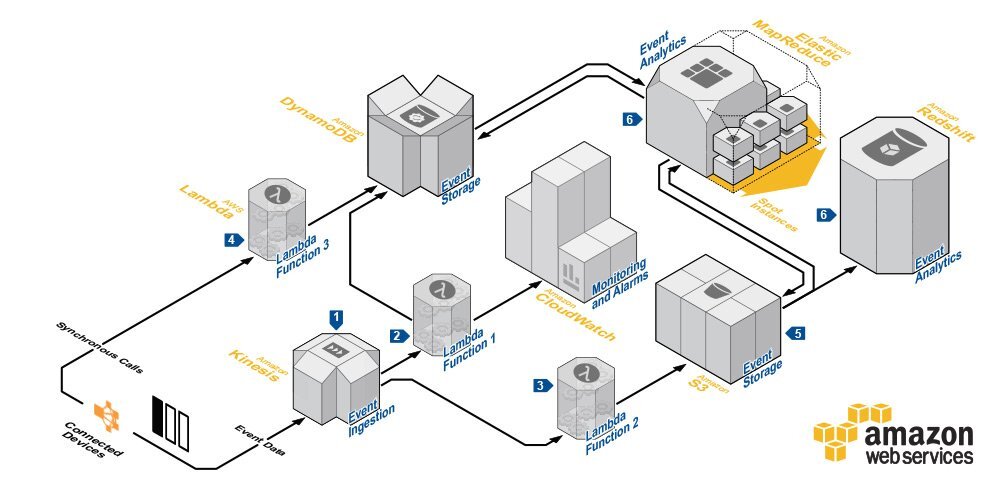 Amazon
Elastic
MapReduce
Event
Analytics
6
Amazon
DynamoDB
Event
Storage
Amazon
Redshift
6
Event
Analytics
Spot
Instances
AWS
Lambda
4
Lambda
Function 3
Monitoring
and Alarms
Amazon
CloudWatch
1
2
Lambda
Function 1
5
Event
Storage
Amazon
S3
Synchronous Calls
Amazon
Kinesis
Event
Ingestion
3
Lambda
Function 2
Connected
Devices
Event Data
amazon
web services